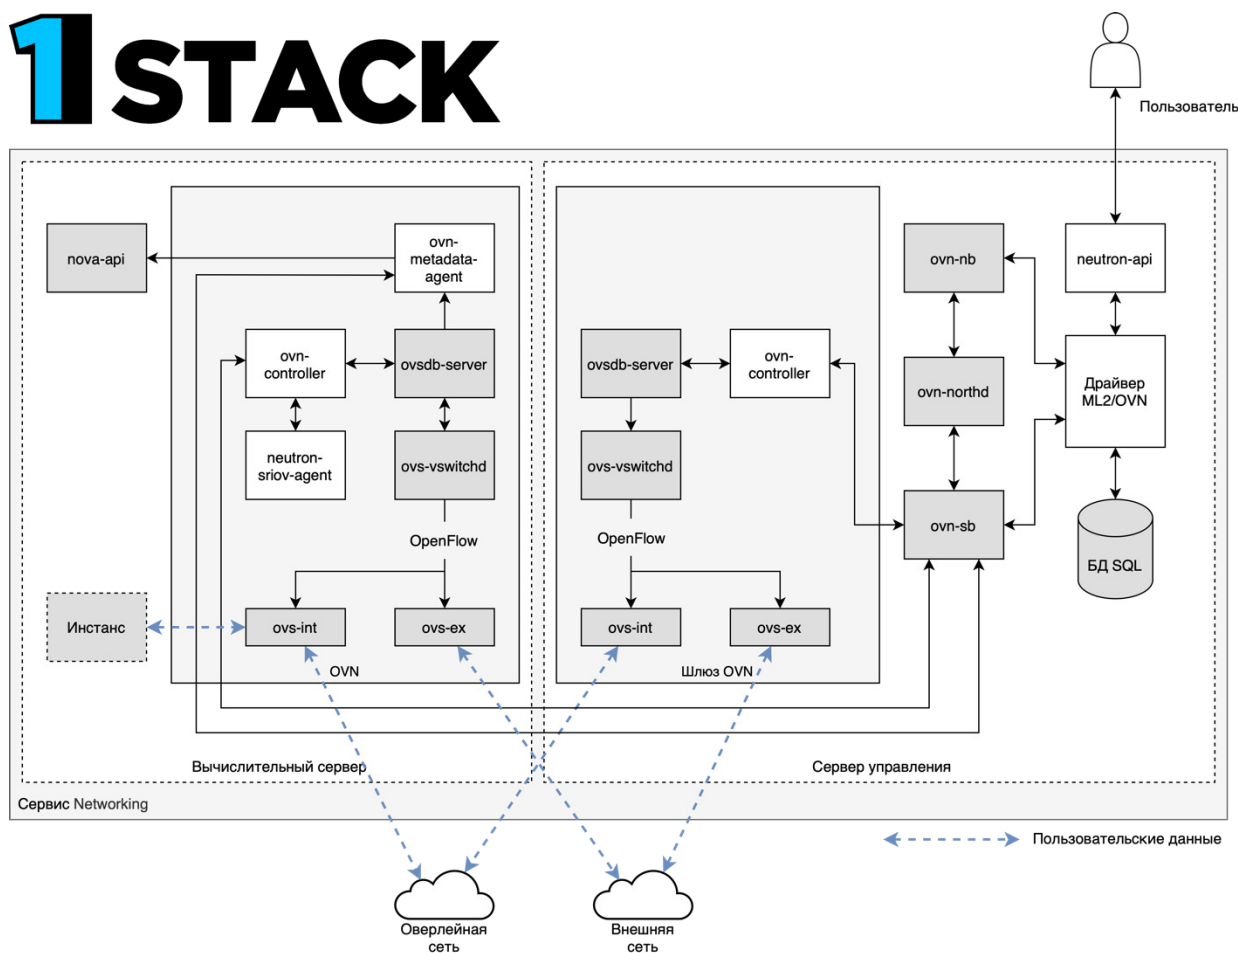 1 STACK
Пользователь
nova-api
ovn-
metadata-
agent
ovn-nb
neutron-api
ovn-
controller
ovsdb-server
ovsdb-server
ovn-
controller
ovn-northd
Драйвер
ML2/OVN
neutron-
sriov-agent
ovs-vswitchd
ovs-vswitchd
ovn-sb
OpenFlow
OpenFlow
БД SQL
Инстанс
ovs-int
ovs-ex
ovs-int
ovs-ex
OVN
Шлюз OVN
Вычислительный сервер
Сервер управления
Сервис Networking
Пользовательские данные
Оверлейная
сеть
Внешняя
сеть